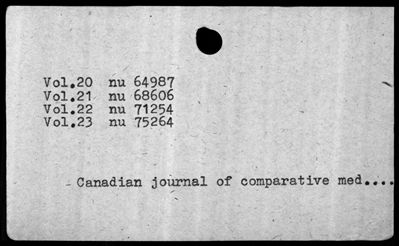 Vol.20 nu 64987
Vol.21 nu 68606
Vol.22 nu 71254
Vol.23 nu 75264
Canadian journal of comparative med....